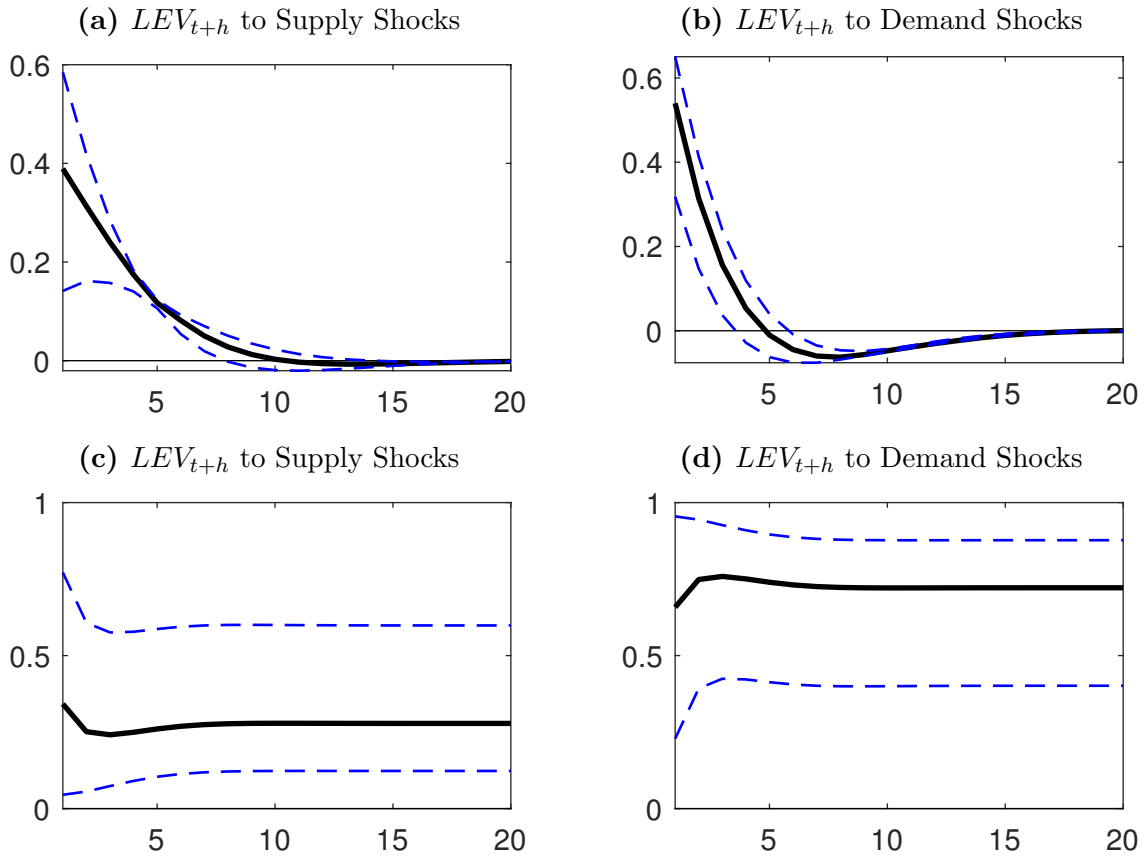 (a) LEV_{t+h} to Supply Shocks
0.6
0.4
0.2
0
5 10 15 20
(b) LEV_{t+h} to Demand Shocks
0.6
0.4
0.2
0
5 10 15 20
(c) LEV_{t+h} to Supply Shocks
1
0.5
0
5 10 15 20
(d) LEV_{t+h} to Demand Shocks
1
0.5
0
5 10 15 20